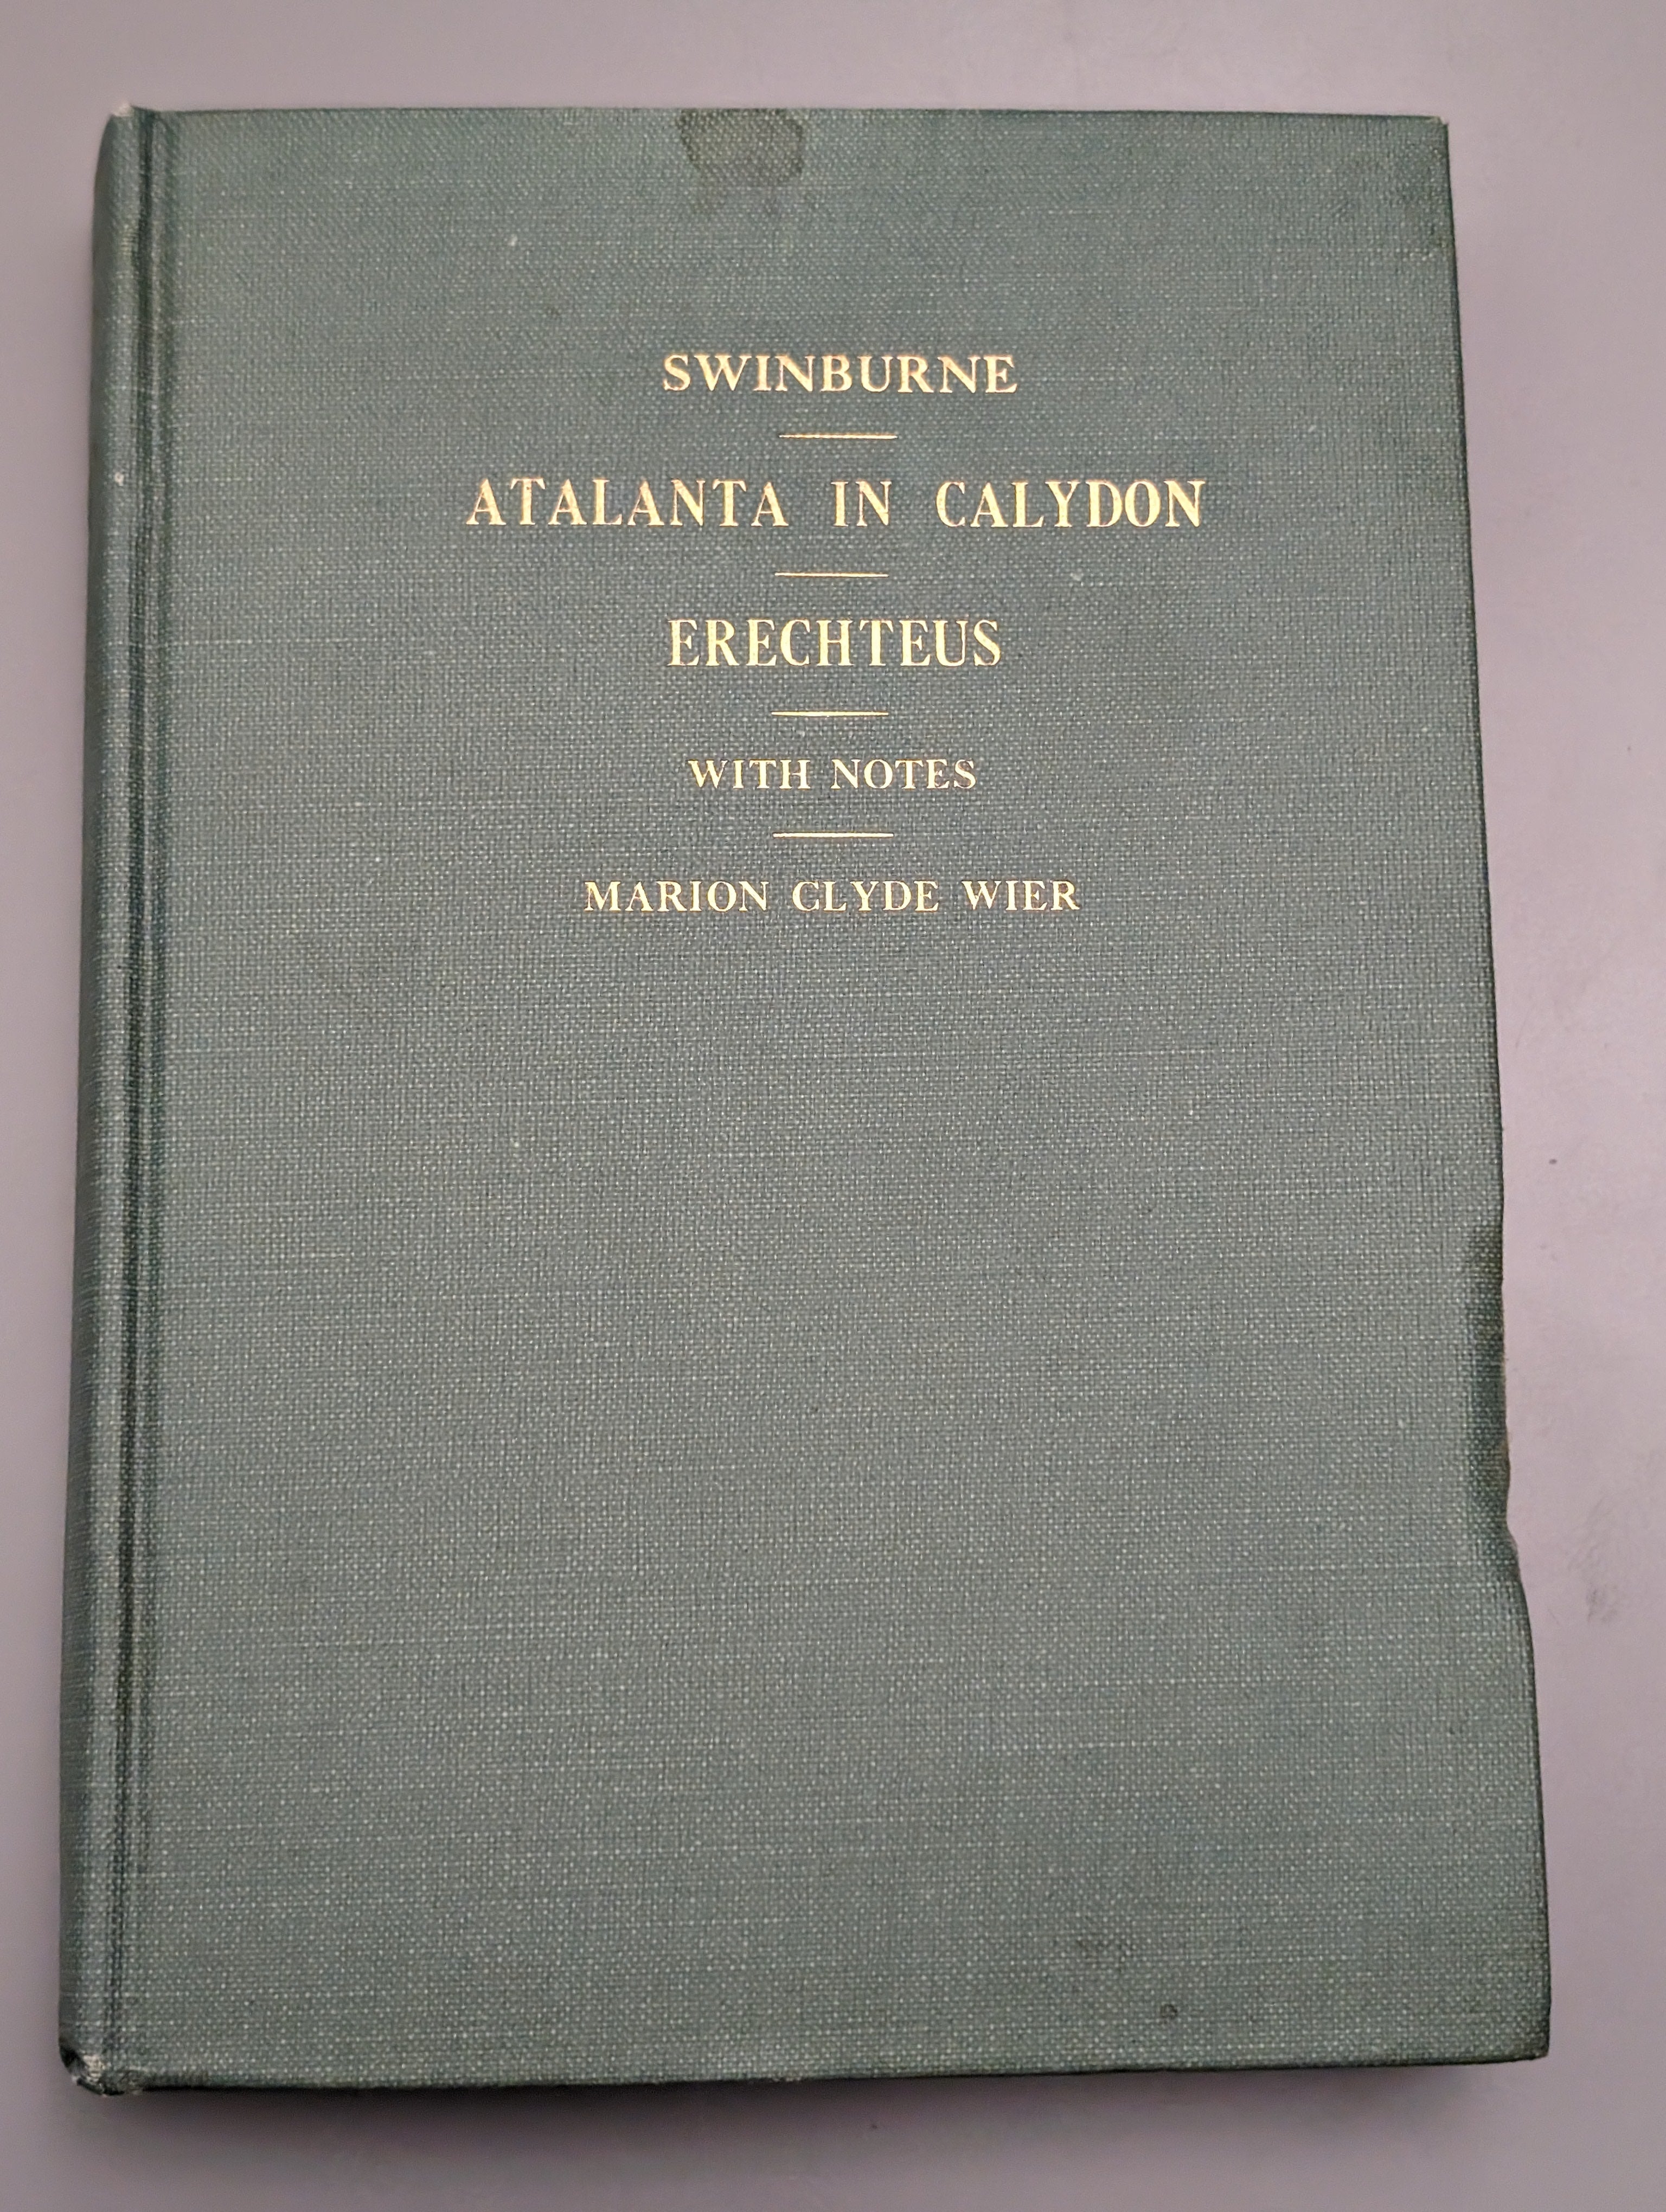 SWINBURNE
ATALANTA IN CALYDON
ERECHTEUS
WITH NOTES
MARION CLYDE WIER